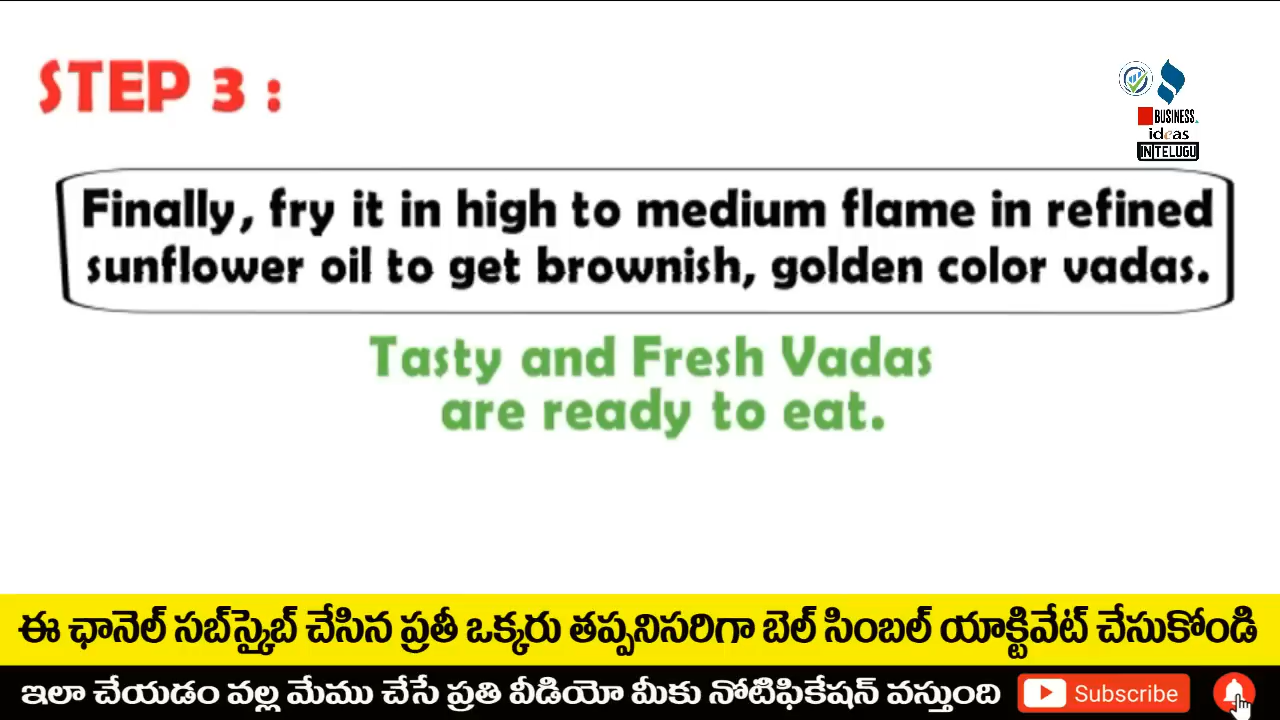 STEP 3 :
BUSINESS.
ideas
IN TELUGU
Finally, fry it in high to medium flame in refined
sunflower oil to get brownish, golden color vadas.
Tasty and Fresh Vadas
are ready to eat.
ఈ ఛానెల్ సబ్‌స్క్రైబ్ చేసిన ప్రతీ ఒక్కరు తప్పనిసరిగా బెల్ సింబల్ యాక్టివేట్ చేసుకోండి
ఇలా చేయడం వల్ల మేము చేసే ప్రతి వీడియో మీకు నోటిఫికేషన్ వస్తుంది
Subscribe